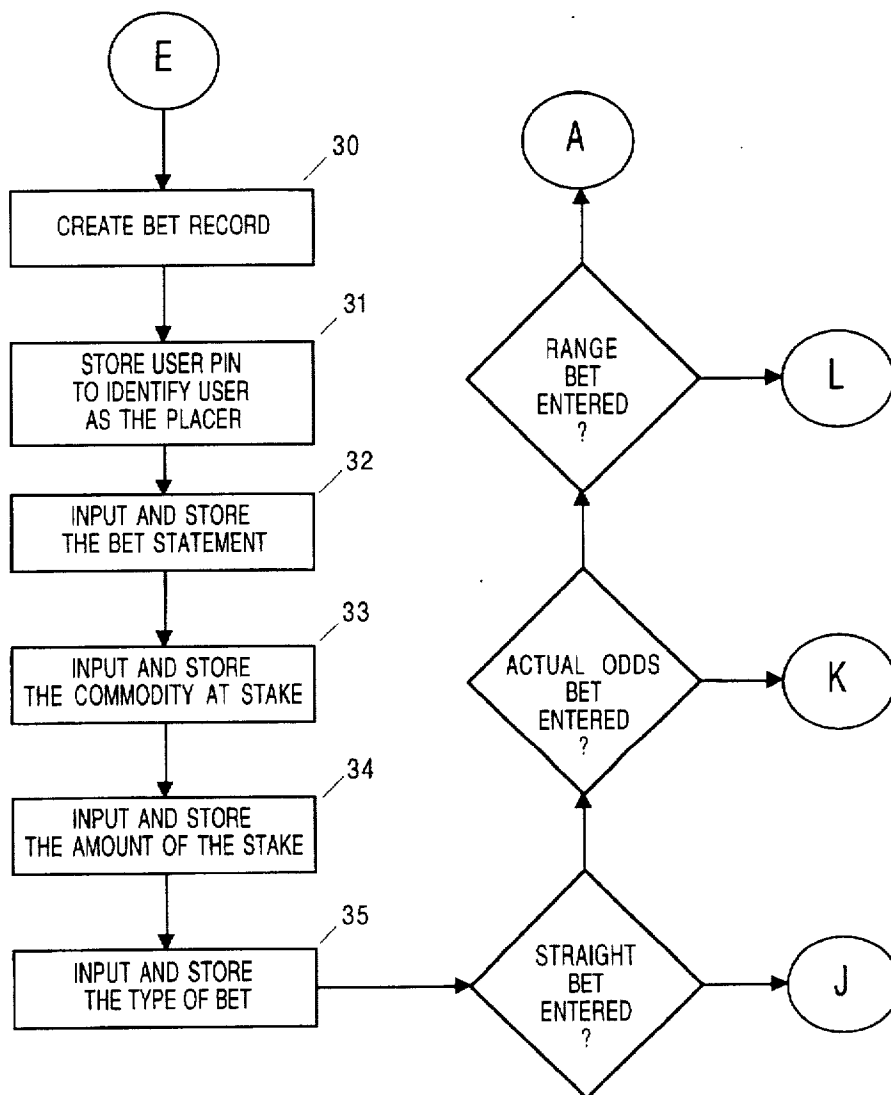 E
30
CREATE BET RECORD
31
STORE USER PIN
TO IDENTIFY USER
AS THE PLACER
32
INPUT AND STORE
THE BET STATEMENT
33
INPUT AND STORE
THE COMMODITY AT STAKE
34
INPUT AND STORE
THE AMOUNT OF THE STAKE
35
INPUT AND STORE
THE TYPE OF BET
STRAIGHT
BET
ENTERED
?
J
ACTUAL ODDS
BET
ENTERED
?
K
RANGE
BET
ENTERED
?
L
A